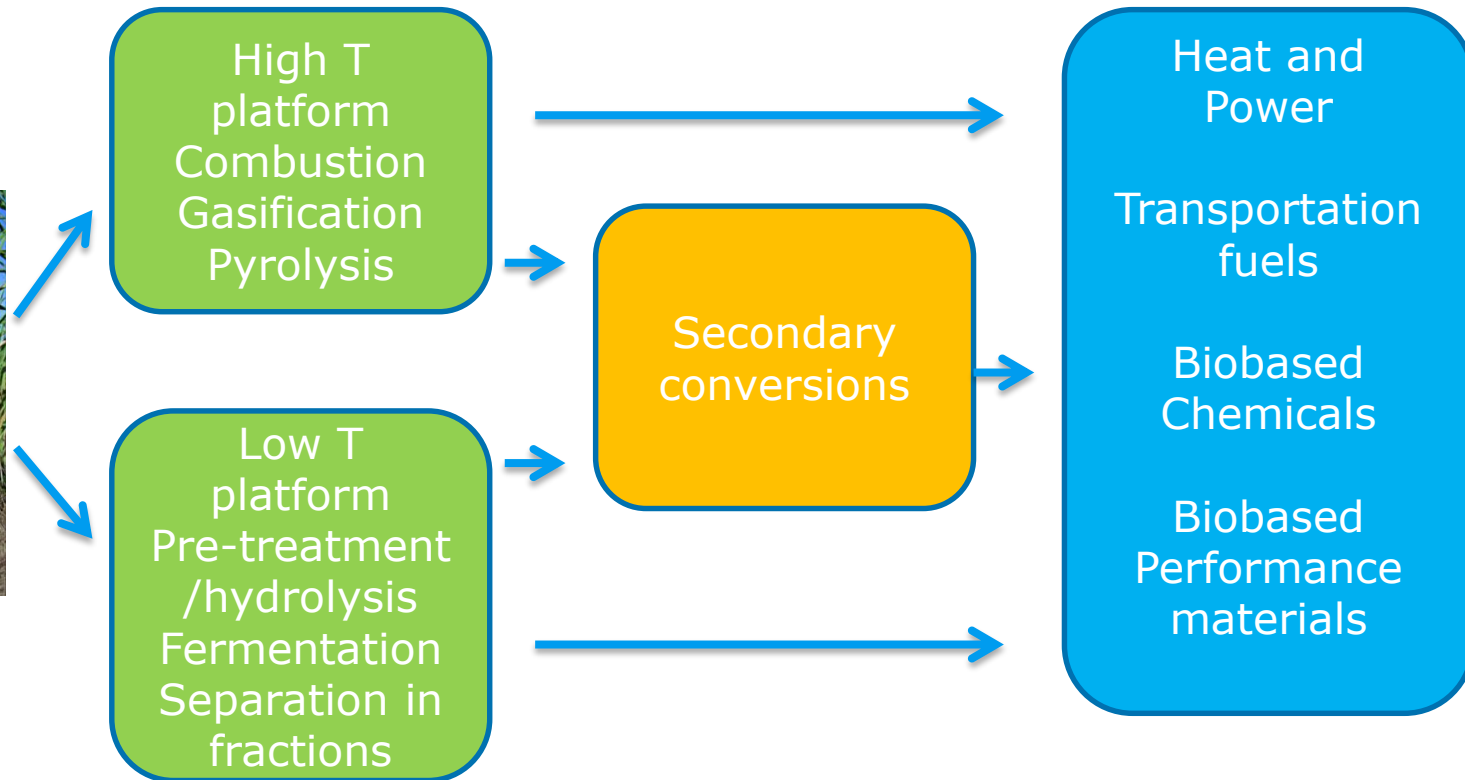 High T
platform
Combustion
Gasification
Pyrolysis
Low T
platform
Pre-treatment
/hydrolysis
Fermentation
Separation in
fractions
Secondary
conversions
Heat and
Power
Transportation
fuels
Biobased
Chemicals
Biobased
Performance
materials